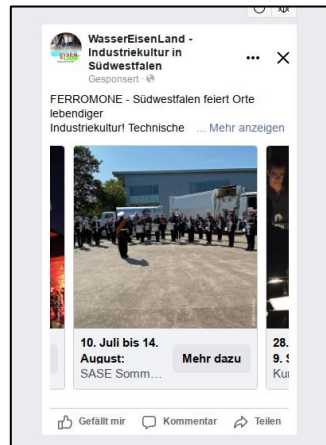 WasserEisenLand -
Industriekultur in
Südwestfalen
Gesponsert ·
FERROMONE - Südwestfalen feiert Orte
lebendiger
Industriekultur! Technische ... Mehr anzeigen
10. Juli bis 14.
August:
SASE Somm...
Mehr dazu
28.
9. S
Kur
Gefällt mir
Kommentar
Teilen